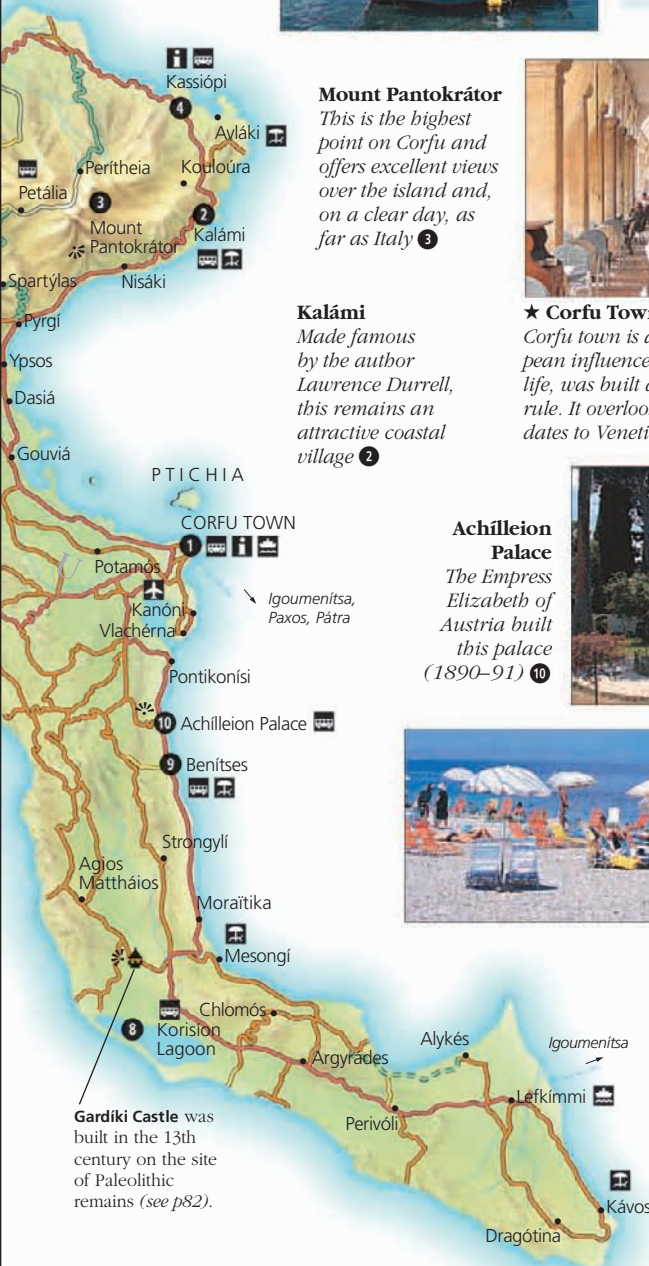 Kassiópi
4
Avláki
Perítheia
Kouloúra
Petália
3
Mount
Pantokrátor
2
Kalámi
Spartýlas
Nisáki
Pyrgí
Ypsos
Dasiá
Gouviá
PTICHIA
CORFU TOWN
1
Potamós
Kanóni
Vlachérna
Igoumenítsa,
Paxos, Pátra
Pontikonísi
10 Achílleion Palace
9 Benítses
Strongylí
Agios
Mattháios
Moraïtika
Mesongí
8
Korision
Lagoon
Chlomós
Argyrádes
Alykés
Igoumenítsa
Lefkímmi
Perivóli
Kávos
Dragótina
Gardíki Castle was
built in the 13th
century on the site
of Paleolithic
remains (see p82).
Mount Pantokrátor
This is the highest
point on Corfu and
offers excellent views
over the island and,
on a clear day, as
far as Italy 3
Kalámi
Made famous
by the author
Lawrence Durrell,
this remains an
attractive coastal
village 2
★ Corfu Town
Corfu town is a
pean influence
life, was built
rule. It overloo
dates to Veneti
Achílleion
Palace
The Empress
Elizabeth of
Austria built
this palace
(1890–91) 10